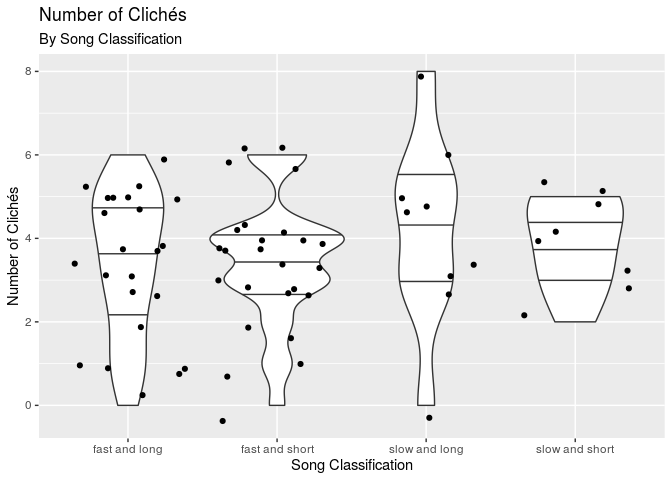 Number of Clichés
By Song Classification
Number of Clichés
8
6
4
2
0
fast and long fast and short slow and long slow and short
Song Classification